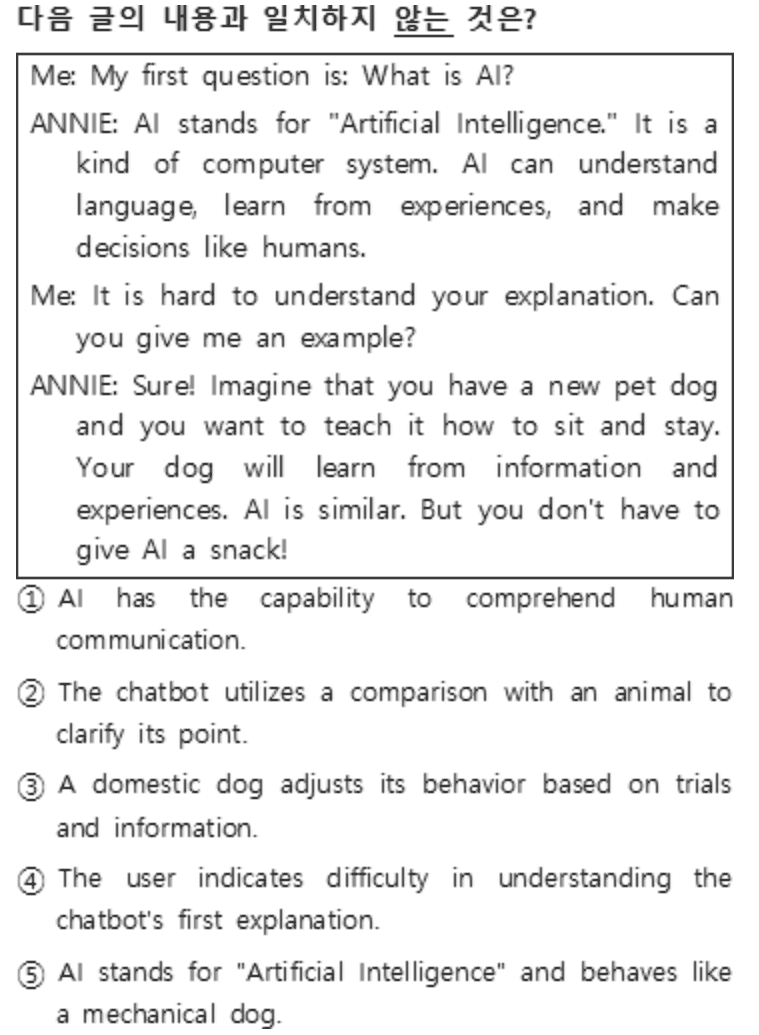 다음 글의 내용과 일치하지 않는 것은?
Me: My first question is: What is AI?
ANNIE: AI stands for "Artificial Intelligence." It is a
kind of computer system. AI can understand
language, learn from experiences, and make
decisions like humans.
Me: It is hard to understand your explanation. Can
you give me an example?
ANNIE: Sure! Imagine that you have a new pet dog
and you want to teach it how to sit and stay.
Your dog will learn from information and
experiences. AI is similar. But you don't have to
give AI a snack!
① AI has the capability to comprehend human
communication.
② The chatbot utilizes a comparison with an animal to
clarify its point.
③ A domestic dog adjusts its behavior based on trials
and information.
④ The user indicates difficulty in understanding the
chatbot's first explanation.
⑤ AI stands for "Artificial Intelligence" and behaves like
a mechanical dog.